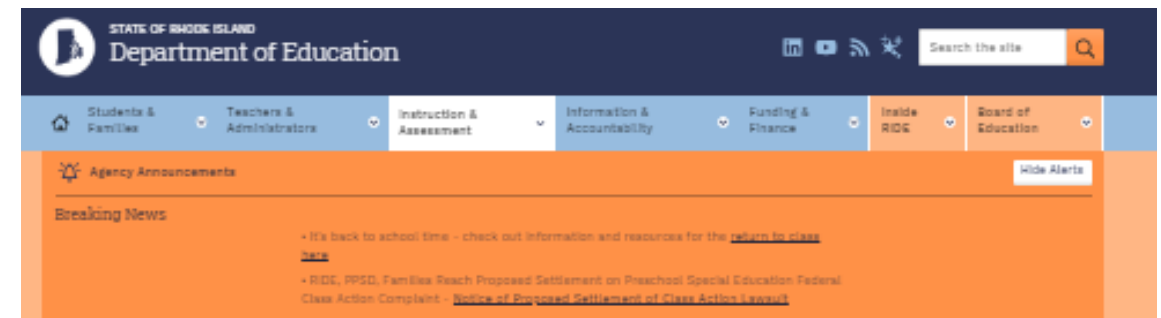 STATE OF RHODE ISLAND
Department of Education
Search the site
Students &
Families
Teachers &
Administrators
Instruction &
Assessment
Information &
Accountability
Funding &
Finance
Inside
RIDE
Board of
Education
Agency Announcements
Hide Alerts
Breaking News
• It's back to school time - check out information and resources for the return to class
here
• RIDE, PPSD, Families Reach Proposed Settlement on Preschool Special Education Federal
Class Action Complaint - Notice of Proposed Settlement of Class Action Lawsuit